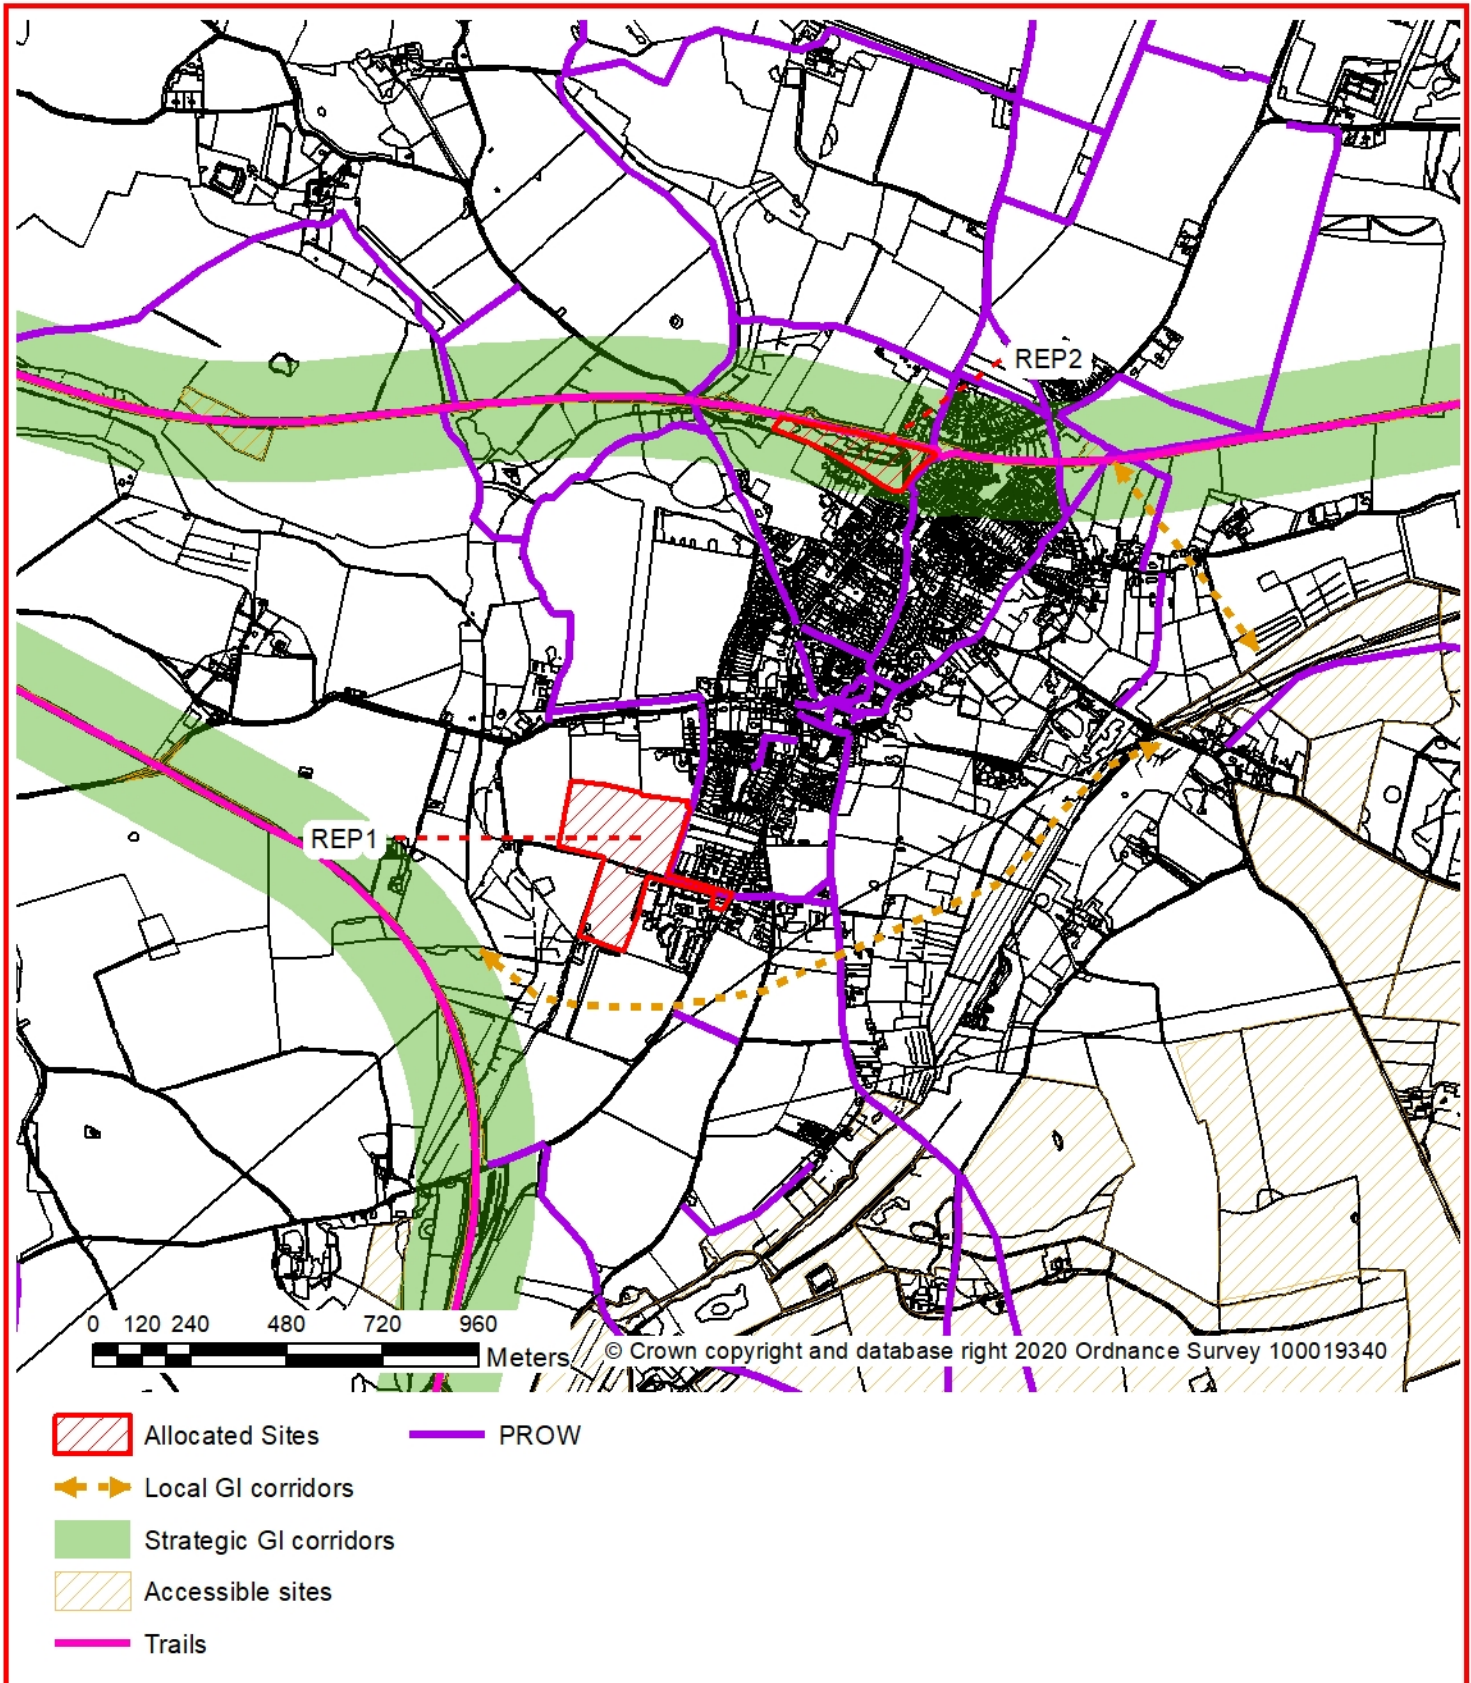 REP2
REP1
0 120 240 480 720 960
Meters
© Crown copyright and database right 2020 Ordnance Survey 100019340
Allocated Sites
PROW
Local GI corridors
Strategic GI corridors
Accessible sites
Trails